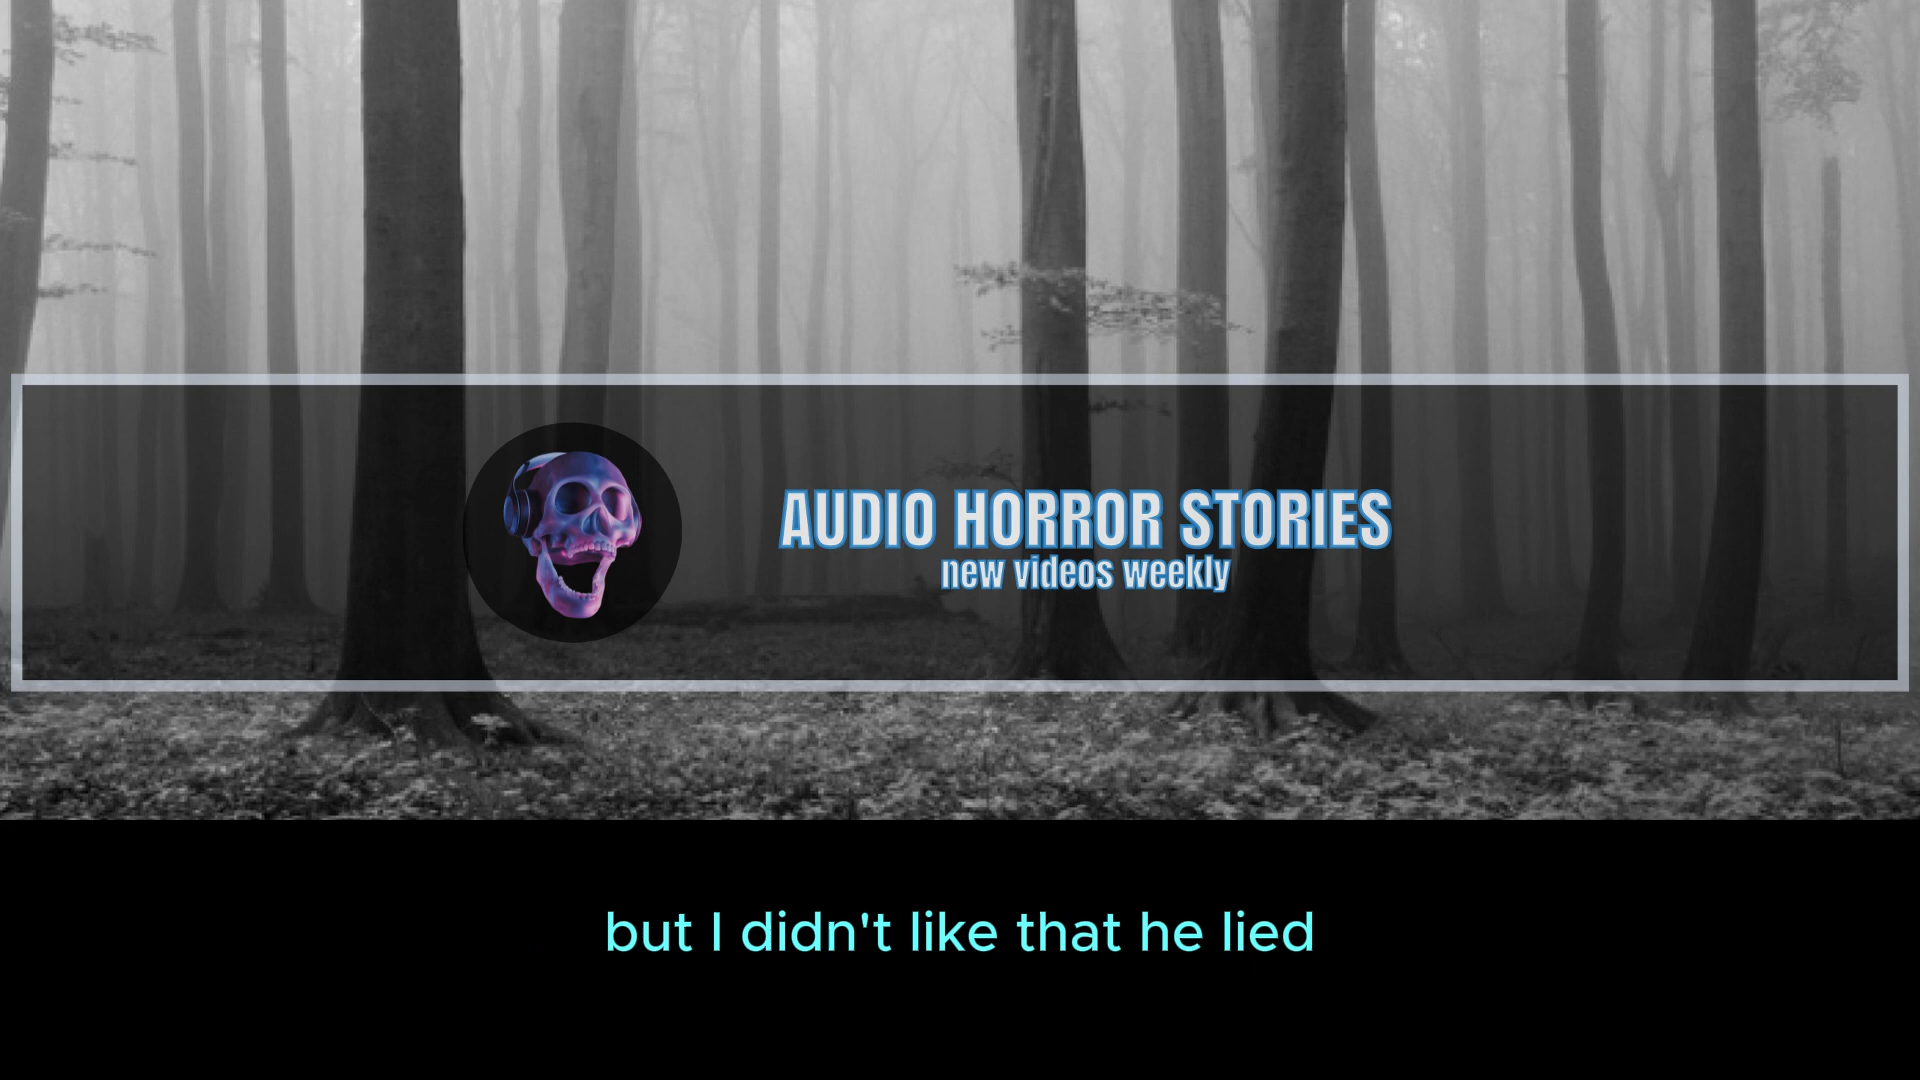 AUDIO HORROR STORIES
new videos weekly
but I didn't like that he lied